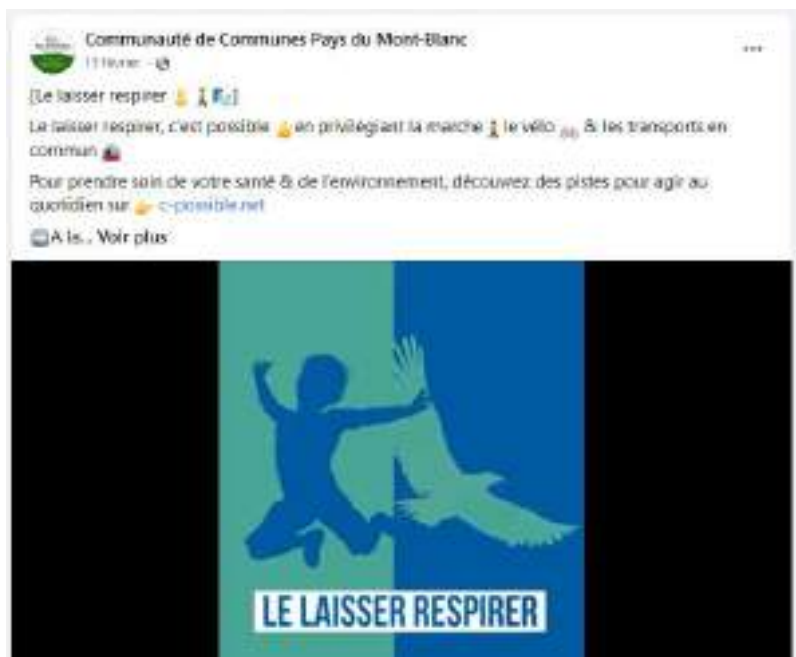 Communauté de Communes Pays du Mont-Blanc
février
[Le laisser respirer 👃🚶🌬️]
Le laisser respirer, c'est possible 👉 en privilégiant la marche 🚶 le vélo 🚲 & les transports en
commun
Pour prendre soin de votre santé & de l'environnement, découvrez des pistes pour agir au
quotidien sur 👉 c-possible.net
A la... Voir plus
LE LAISSER RESPIRER